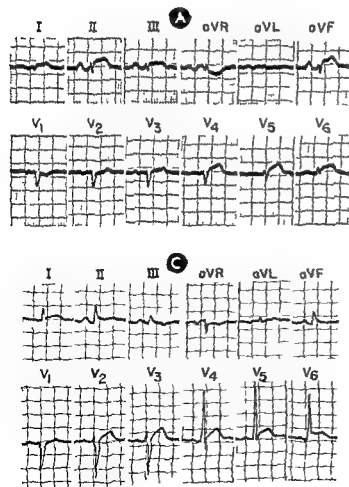 A
I II III aVR aVL aVF
V1 V2 V3 V4 V5 V6
C
I II III aVR aVL aVF
V1 V2 V3 V4 V5 V6